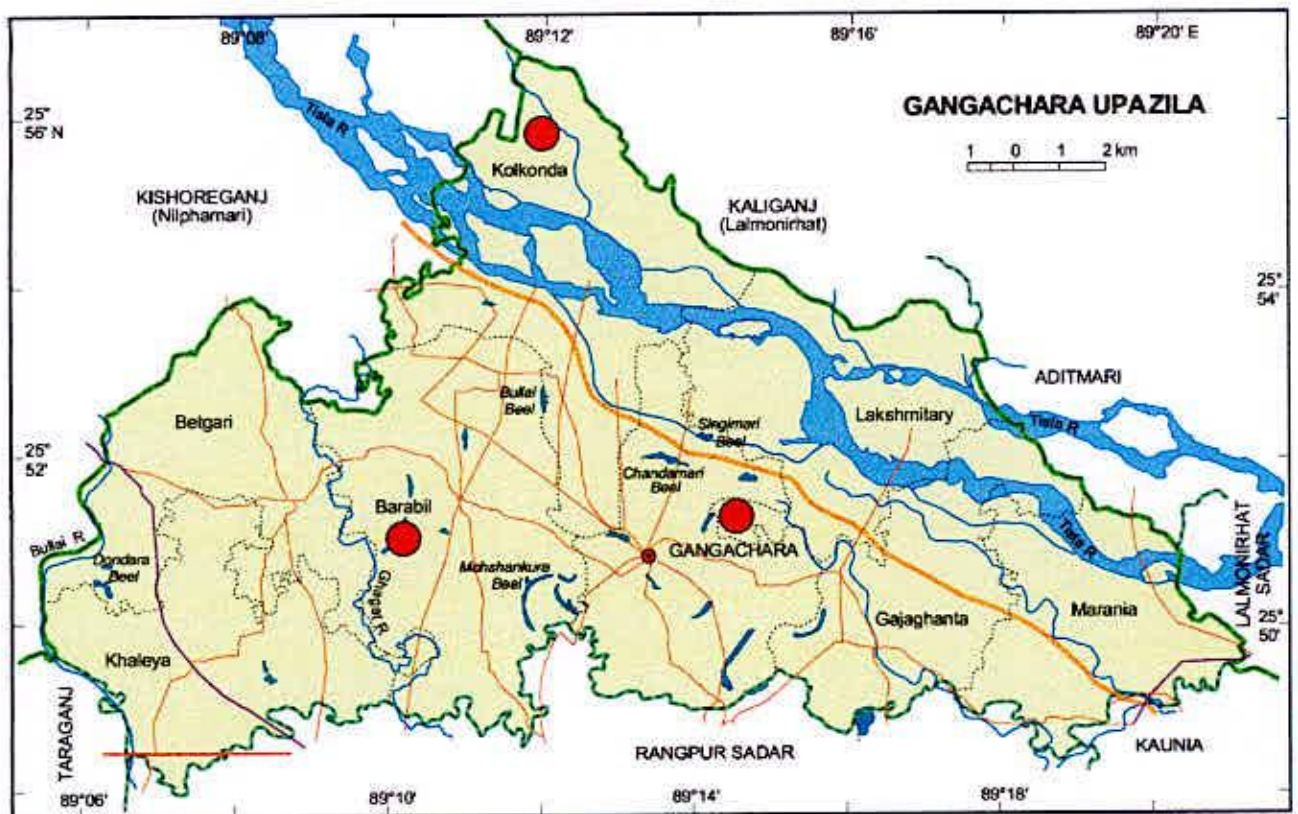 89°08'
89°12'
89°16'
89°20' E
GANGACHARA UPAZILA
25°
56' N
Tista R
1 0 1 2 km
Kolkonda
KISHOREGANJ
(Nilphamari)
KALIGANJ
(Lalmonirhat)
25°
54'
ADITMARI
Bullai
Beel
Betgari
Lakshmitary
Singimari
Beel
Tista R
25°
52'
Chandamari
Beel
Barabil
Bullai R
Dondara
Beel
GANGACHARA
Tista R
LALMONIRHAT
SADAR
Michshankura
Beel
Ghagat R
Gajaghanta
Marania
25°
50'
Khaleya
TARAGANJ
RANGPUR SADAR
KAUNIA
89°06'
89°10'
89°14'
89°18'